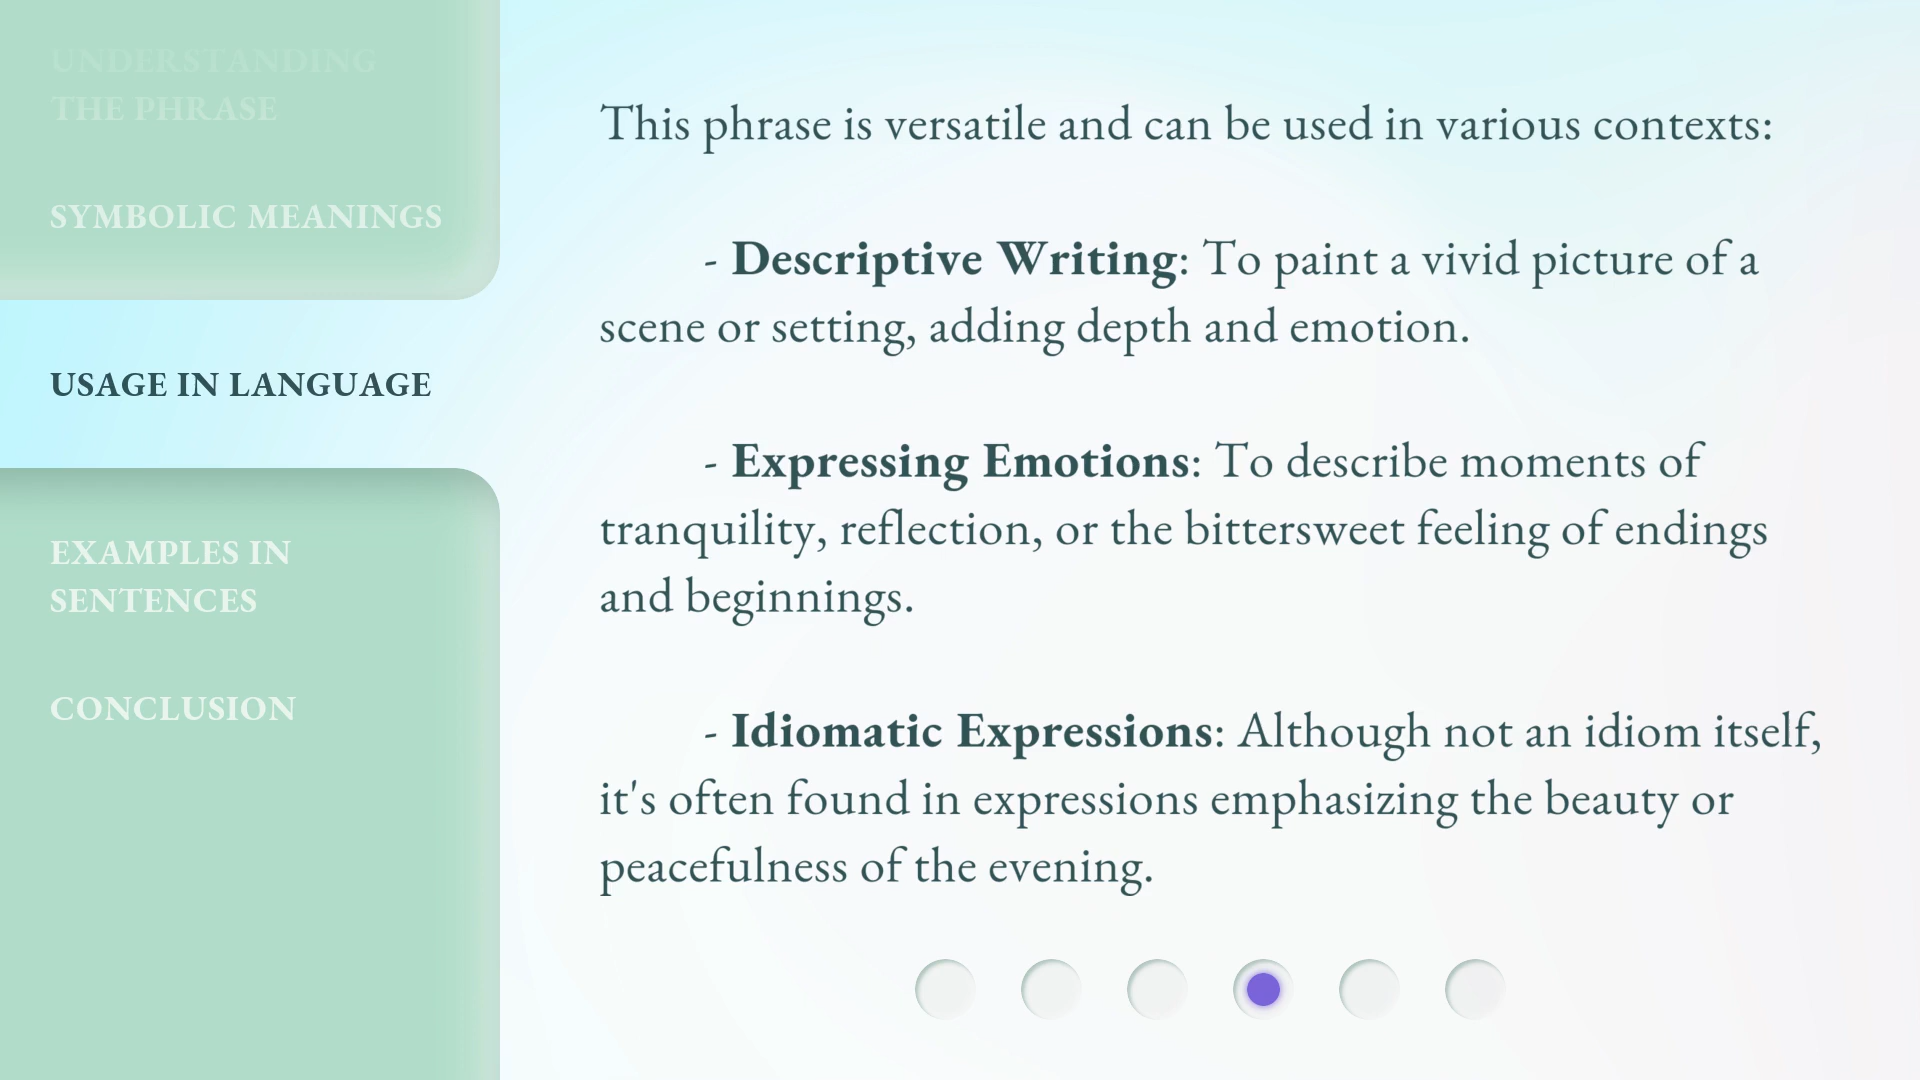 UNDERSTANDING
THE PHRASE
SYMBOLIC MEANINGS
USAGE IN LANGUAGE
EXAMPLES IN
SENTENCES
CONCLUSION
This phrase is versatile and can be used in various contexts:
- Descriptive Writing: To paint a vivid picture of a
scene or setting, adding depth and emotion.
- Expressing Emotions: To describe moments of
tranquility, reflection, or the bittersweet feeling of endings
and beginnings.
- Idiomatic Expressions: Although not an idiom itself,
it's often found in expressions emphasizing the beauty or
peacefulness of the evening.